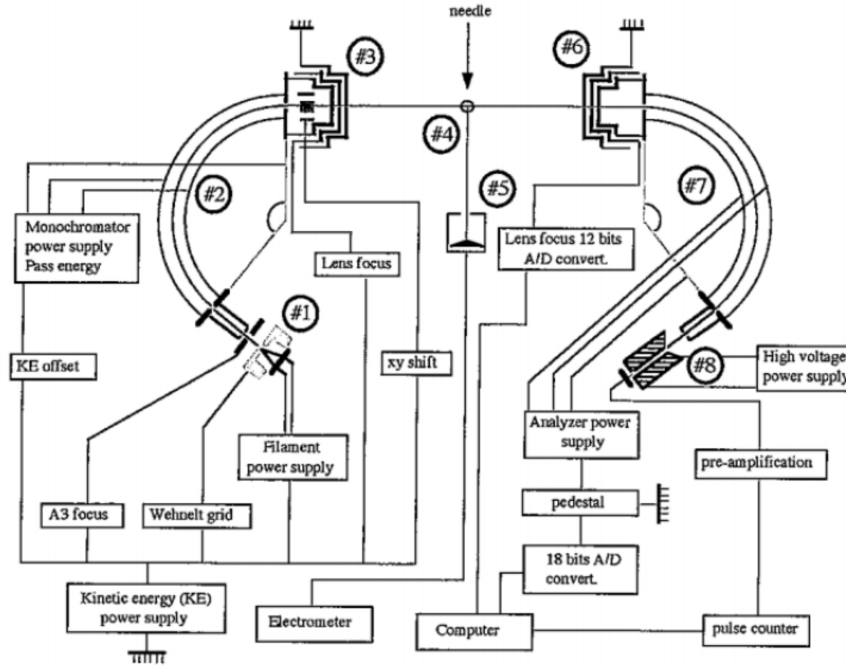 needle
#3
#6
#4
#2
#5
#7
Monochromator
power supply
Pass energy
Lens focus
Lens focus 12 bits
A/D convert.
#1
KE offset
xy shift
#8
High voltage
power supply
Filament
power supply
Analyzer power
supply
pre-amplification
A3 focus
Wehnelt grid
pedestal
18 bits A/D
convert.
Kinetic energy (KE)
power supply
Electrometer
Computer
pulse counter